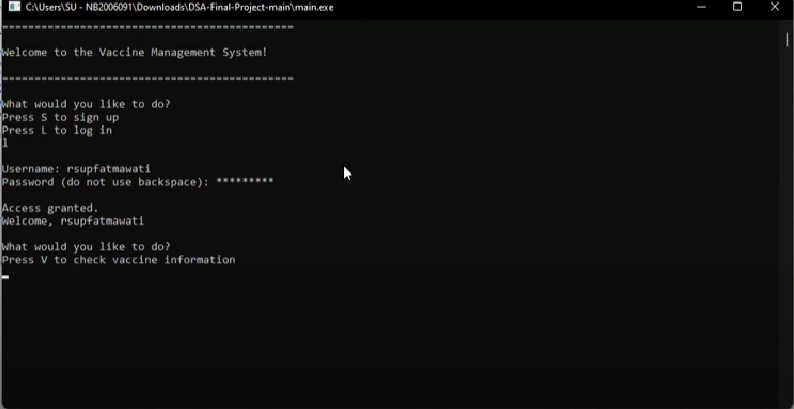 C:\Users\SU - NB2006091\Downloads\DSA-Final-Project-main\main.exe
=============================================
Welcome to the Vaccine Management System!
=============================================
What would you like to do?
Press S to sign up
Press L to log in
l
Username: rsupfatmawati
Password (do not use backspace): *********
Access granted.
Welcome, rsupfatmawati
What would you like to do?
Press V to check vaccine information